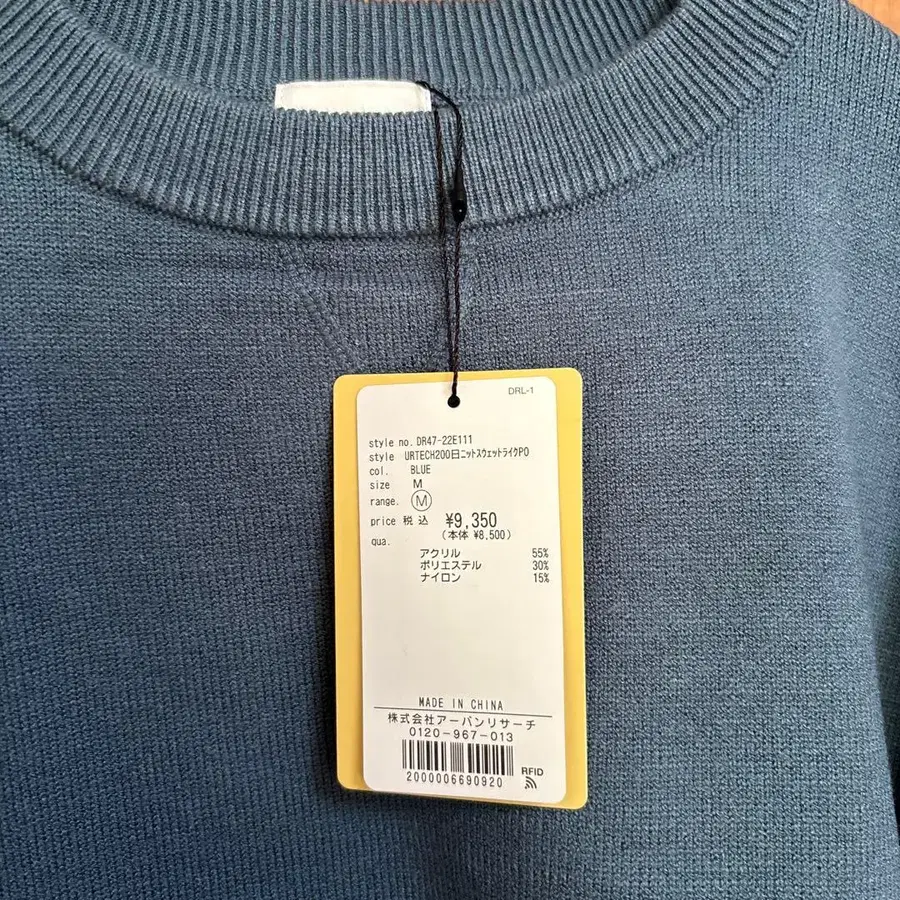 DRL-1
style no. DR47-22E111
style URTECH200日ニットスウェットライクPO
col. BLUE
size M
range. M
price 税込 ¥9,350
(本体 ¥8,500)
qua.
アクリル 55%
ポリエステル 30%
ナイロン 15%
MADE IN CHINA
株式会社アーバンリサーチ
0120-967-013
2000006690920
RFID